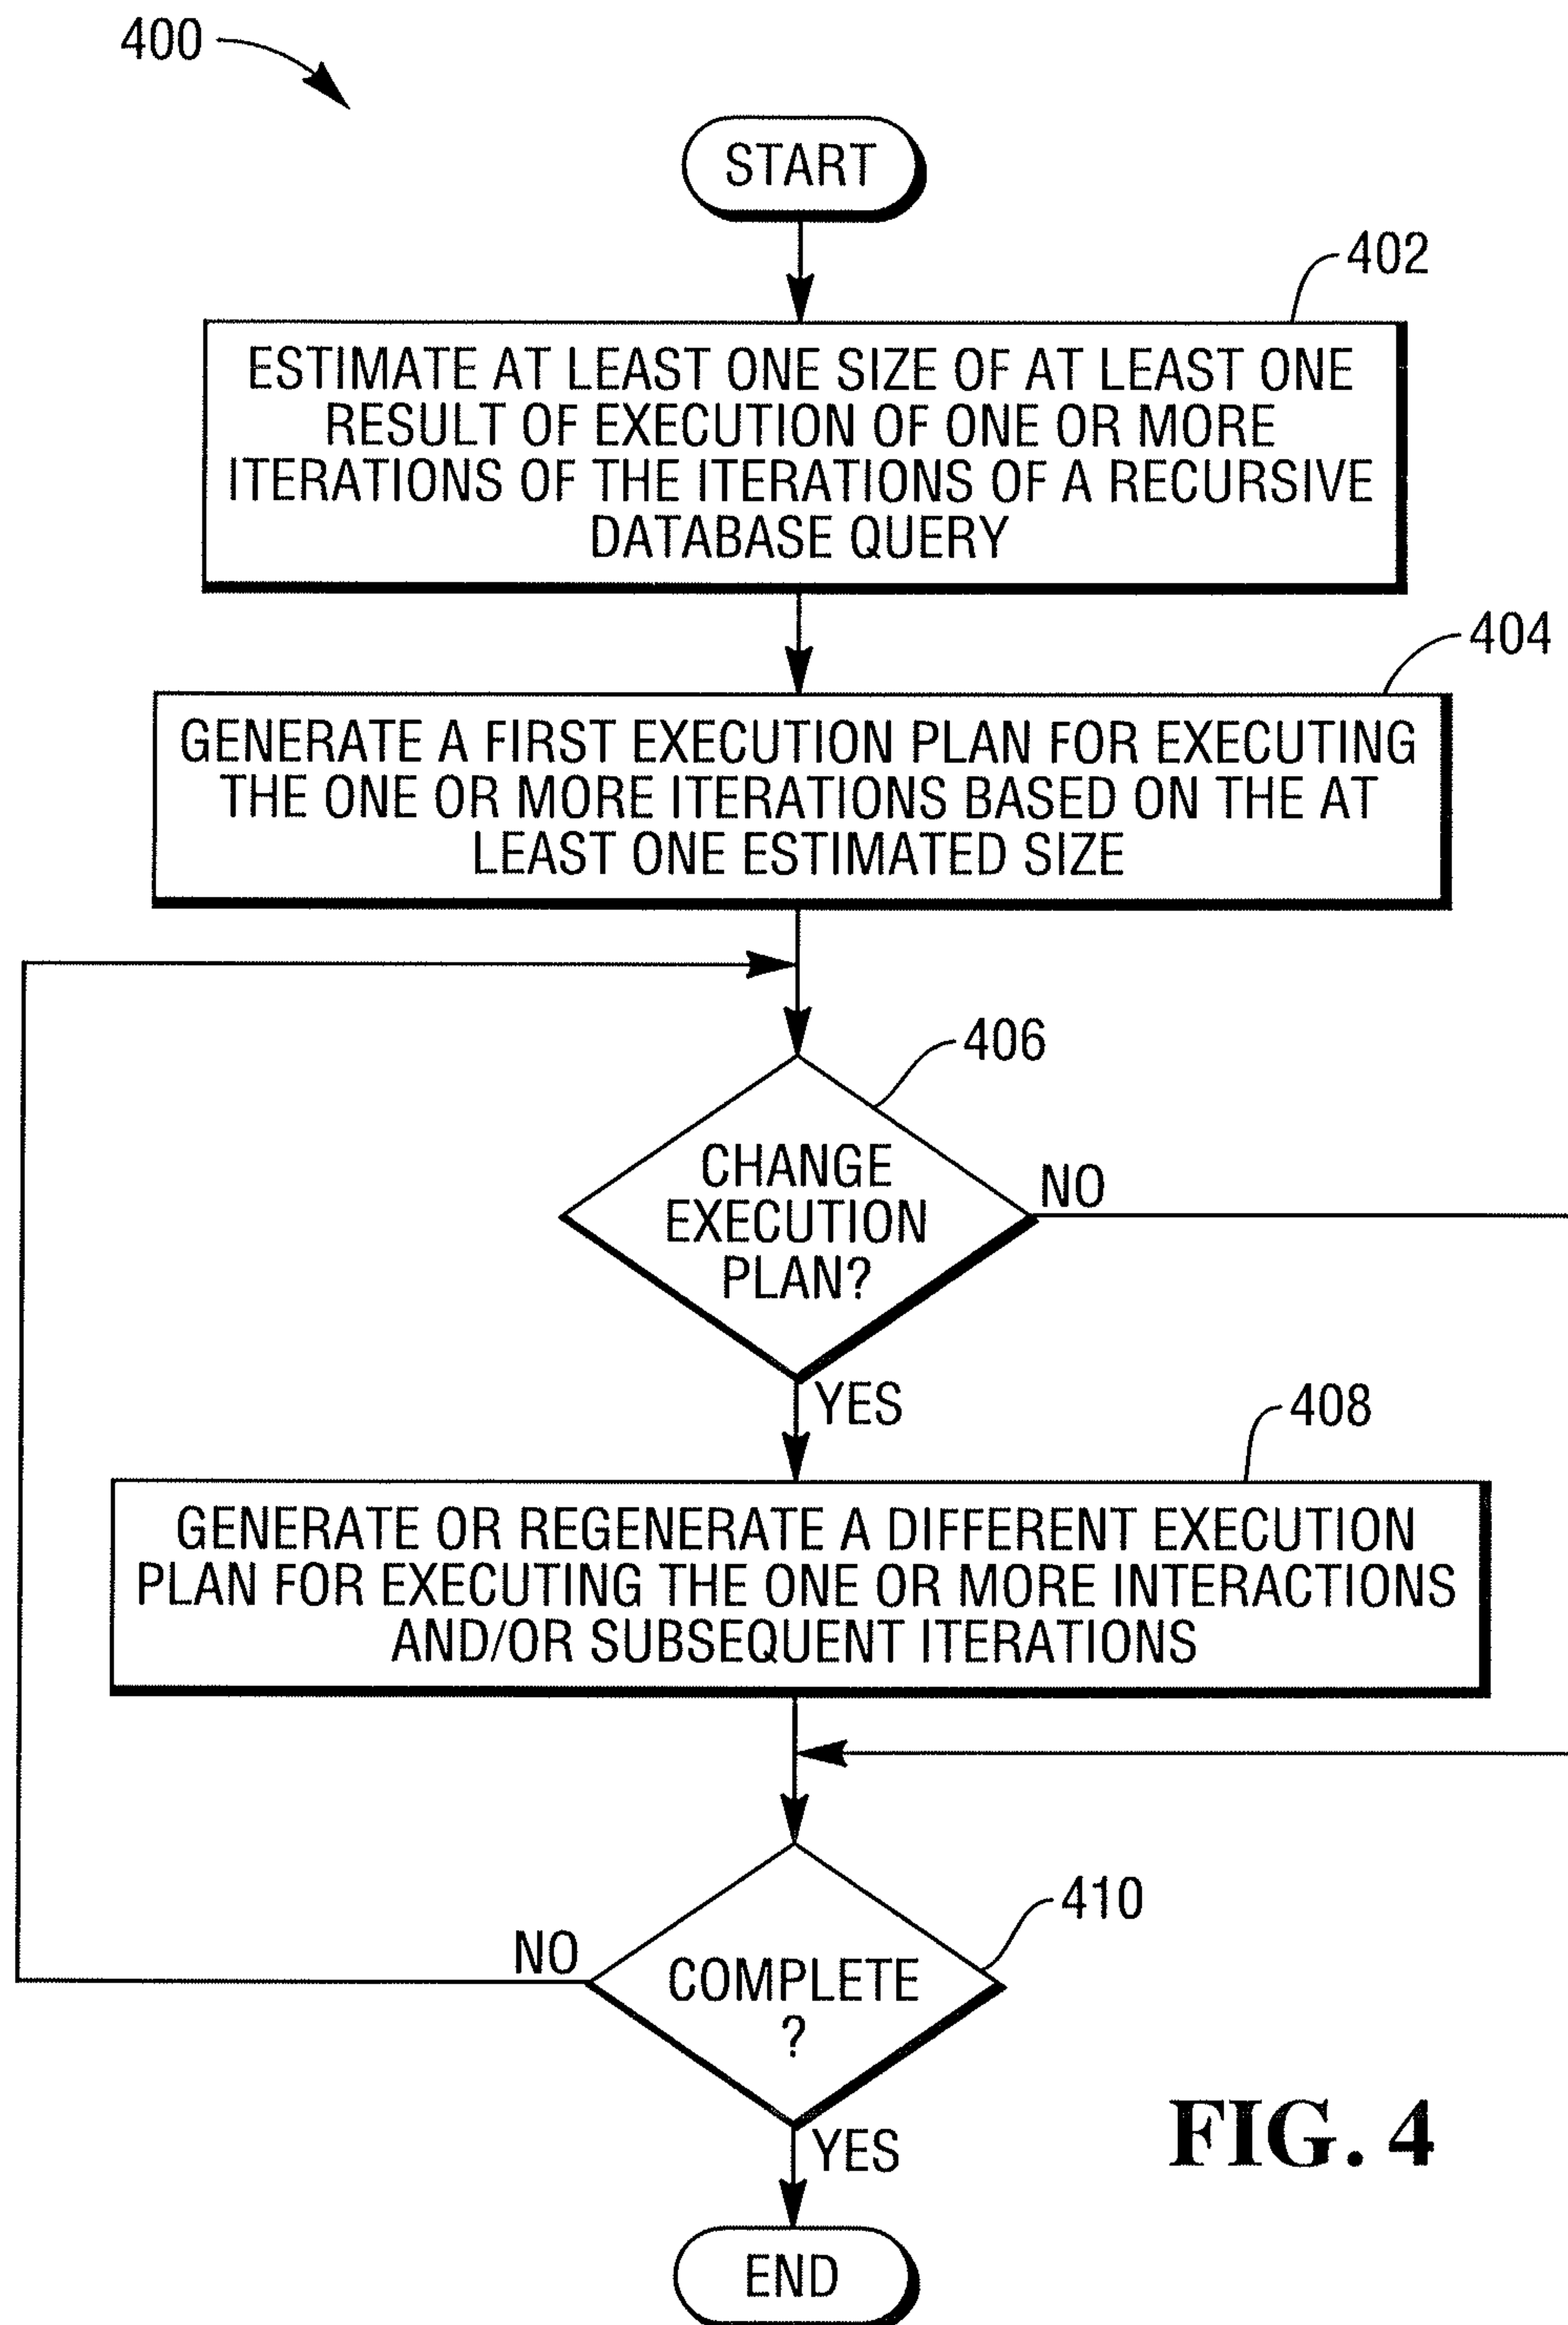 400
START
402
ESTIMATE AT LEAST ONE SIZE OF AT LEAST ONE
RESULT OF EXECUTION OF ONE OR MORE
ITERATIONS OF THE ITERATIONS OF A RECURSIVE
DATABASE QUERY
404
GENERATE A FIRST EXECUTION PLAN FOR EXECUTING
THE ONE OR MORE ITERATIONS BASED ON THE AT
LEAST ONE ESTIMATED SIZE
406
CHANGE
EXECUTION
PLAN?
NO
YES
408
GENERATE OR REGENERATE A DIFFERENT EXECUTION
PLAN FOR EXECUTING THE ONE OR MORE INTERACTIONS
AND/OR SUBSEQUENT ITERATIONS
410
NO
COMPLETE
?
YES
FIG. 4
END